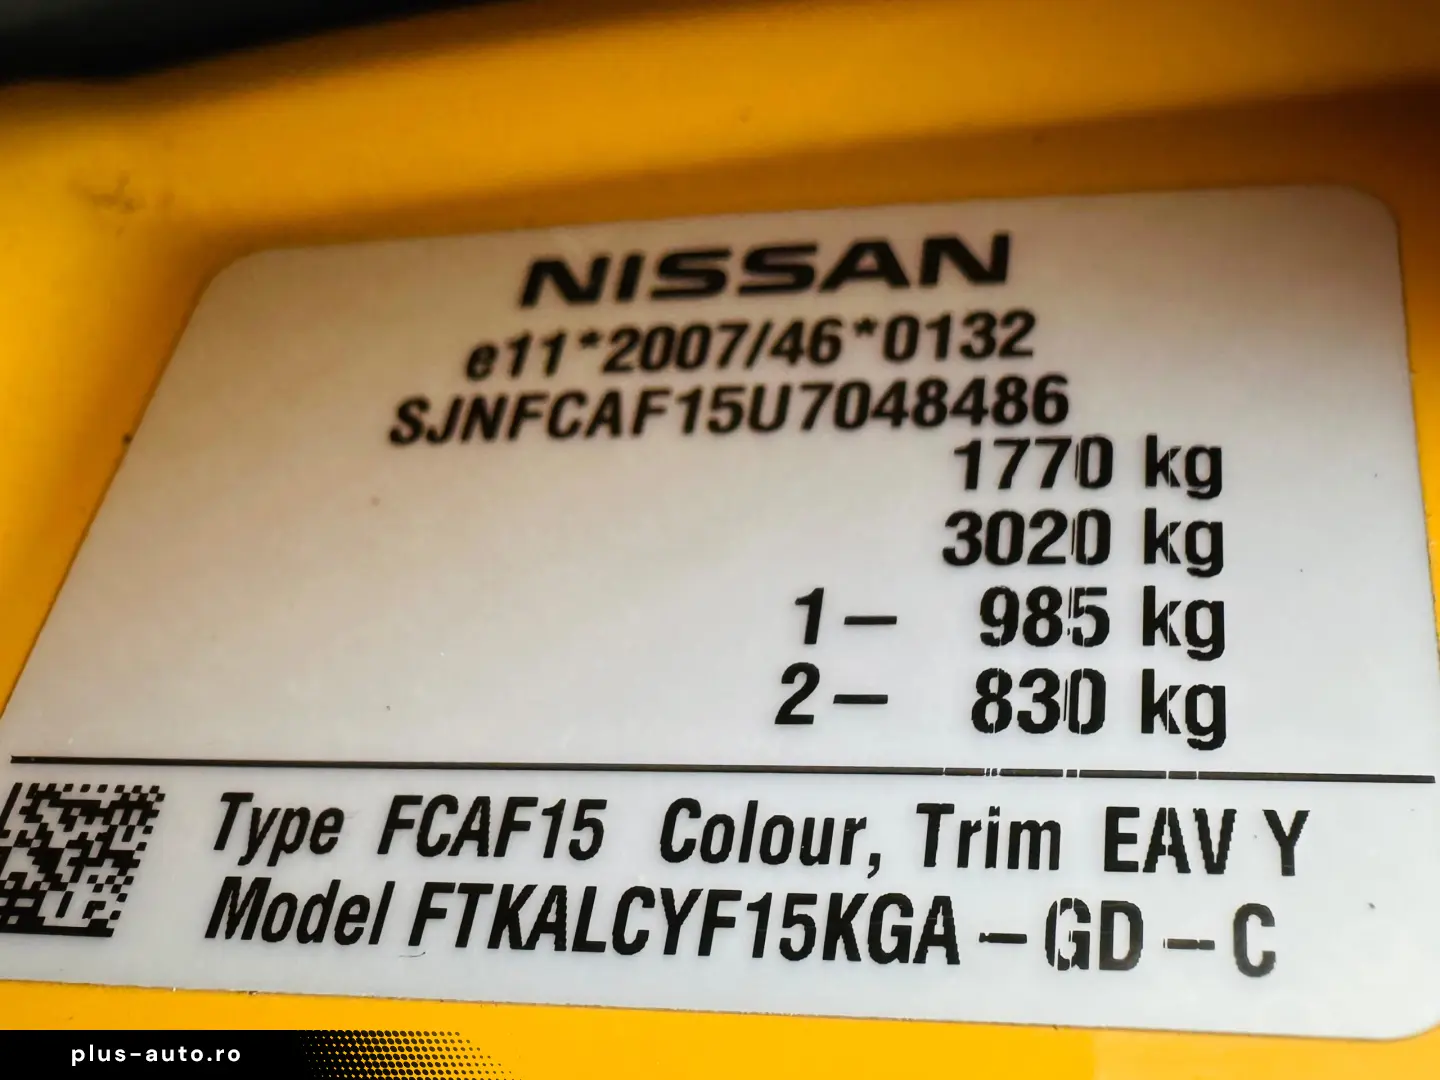 NISSAN
e11*2007/46*0132
SJNFCAF15U7048486
1770 kg
3020 kg
1– 985 kg
2– 830 kg
Type FCAF15 Colour, Trim EAV Y
Model FTKALCYF15KGA–GD–C
plus-auto.ro